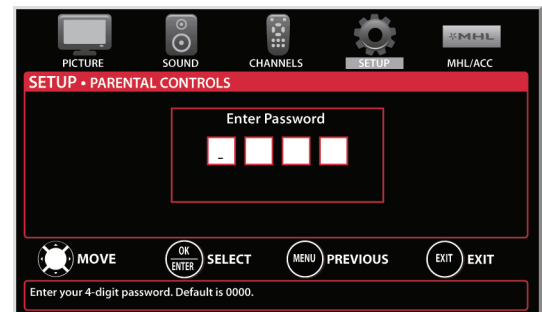 MHL
PICTURE SOUND CHANNELS SETUP MHL/ACC
SETUP • PARENTAL CONTROLS
Enter Password
_
MOVE OK ENTER SELECT MENU PREVIOUS EXIT EXIT
Enter your 4-digit password. Default is 0000.